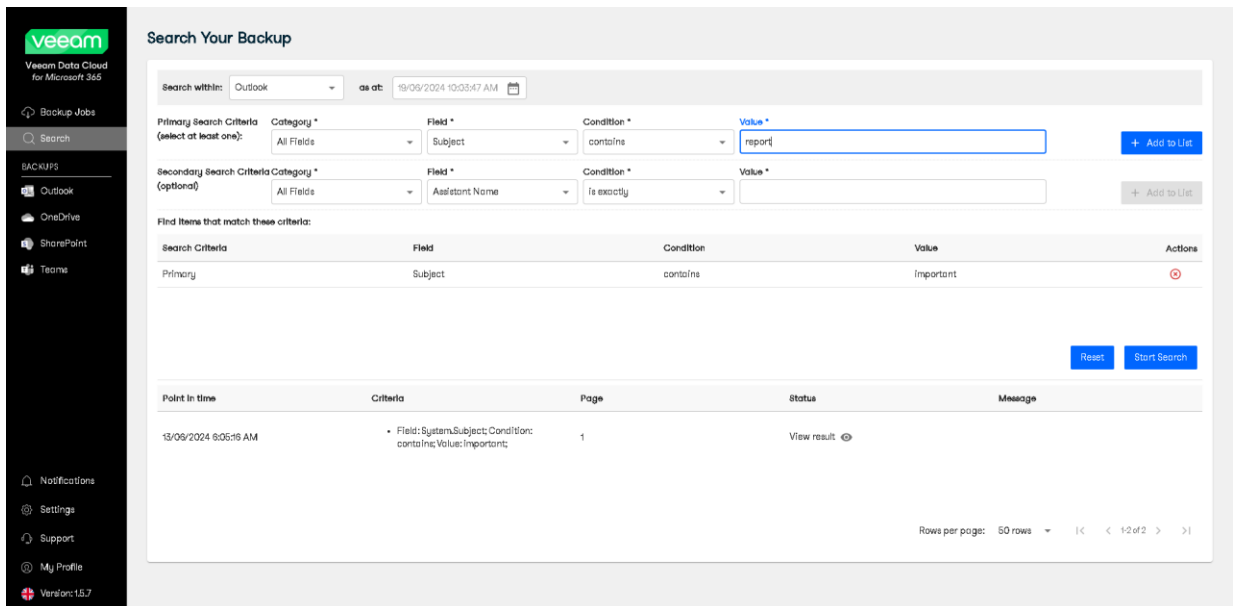 veeam
Veeam Data Cloud
for Microsoft 365
Backup Jobs
Search
BACKUPS
Outlook
OneDrive
SharePoint
Teams
Notifications
Settings
Support
My Profile
Version: 1.5.7
Search Your Backup
Search within: Outlook as at: 19/06/2024 10:03:47 AM
Primary Search Criteria Category * Field * Condition * Value *
(select at least one): All Fields Subject contains report + Add to List
Secondary Search Criteria Category * Field * Condition * Value *
(optional) All Fields Assistant Name is exactly + Add to List
Find items that match these criteria:
Search Criteria Field Condition Value Actions
Primary Subject contains important
Reset Start Search
Point in time Criteria Page Status Message
13/06/2024 6:05:16 AM • Field: System.Subject; Condition: 1 View result
contains; Value: important;
Rows per page: 50 rows |< < 1-2 of 2 > >|